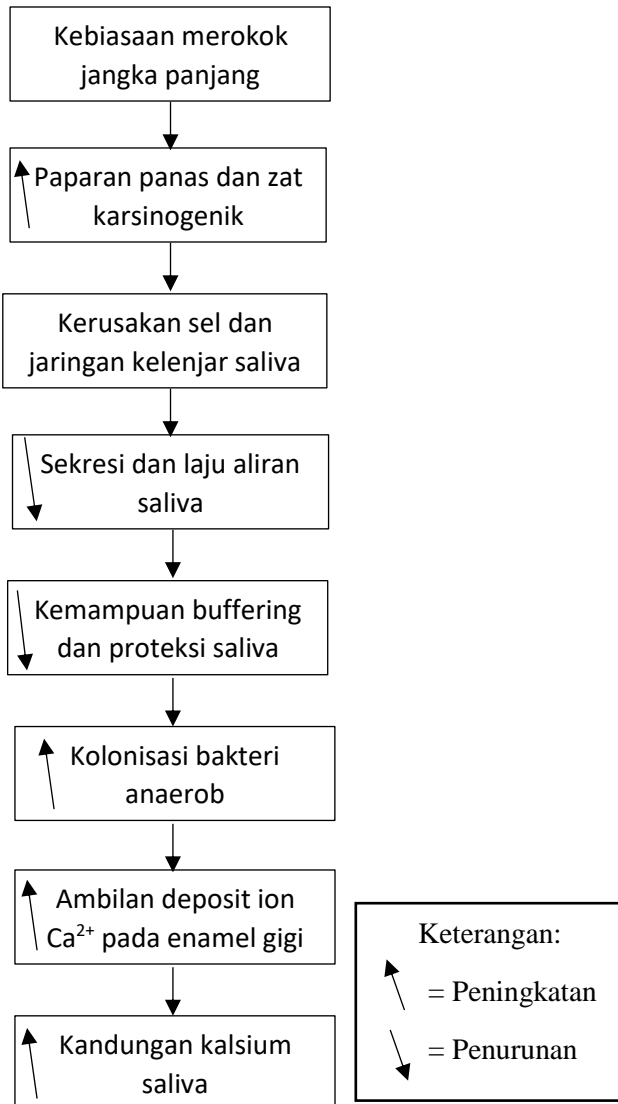 Kebiasaan merokok
jangka panjang
Paparan panas dan zat
karsinogenik
Kerusakan sel dan
jaringan kelenjar saliva
Sekresi dan laju aliran
saliva
Kemampuan buffering
dan proteksi saliva
Kolonisasi bakteri
anaerob
Ambilan deposit ion
Ca²⁺ pada enamel gigi
Kandungan kalsium
saliva
Keterangan:
= Peningkatan
= Penurunan